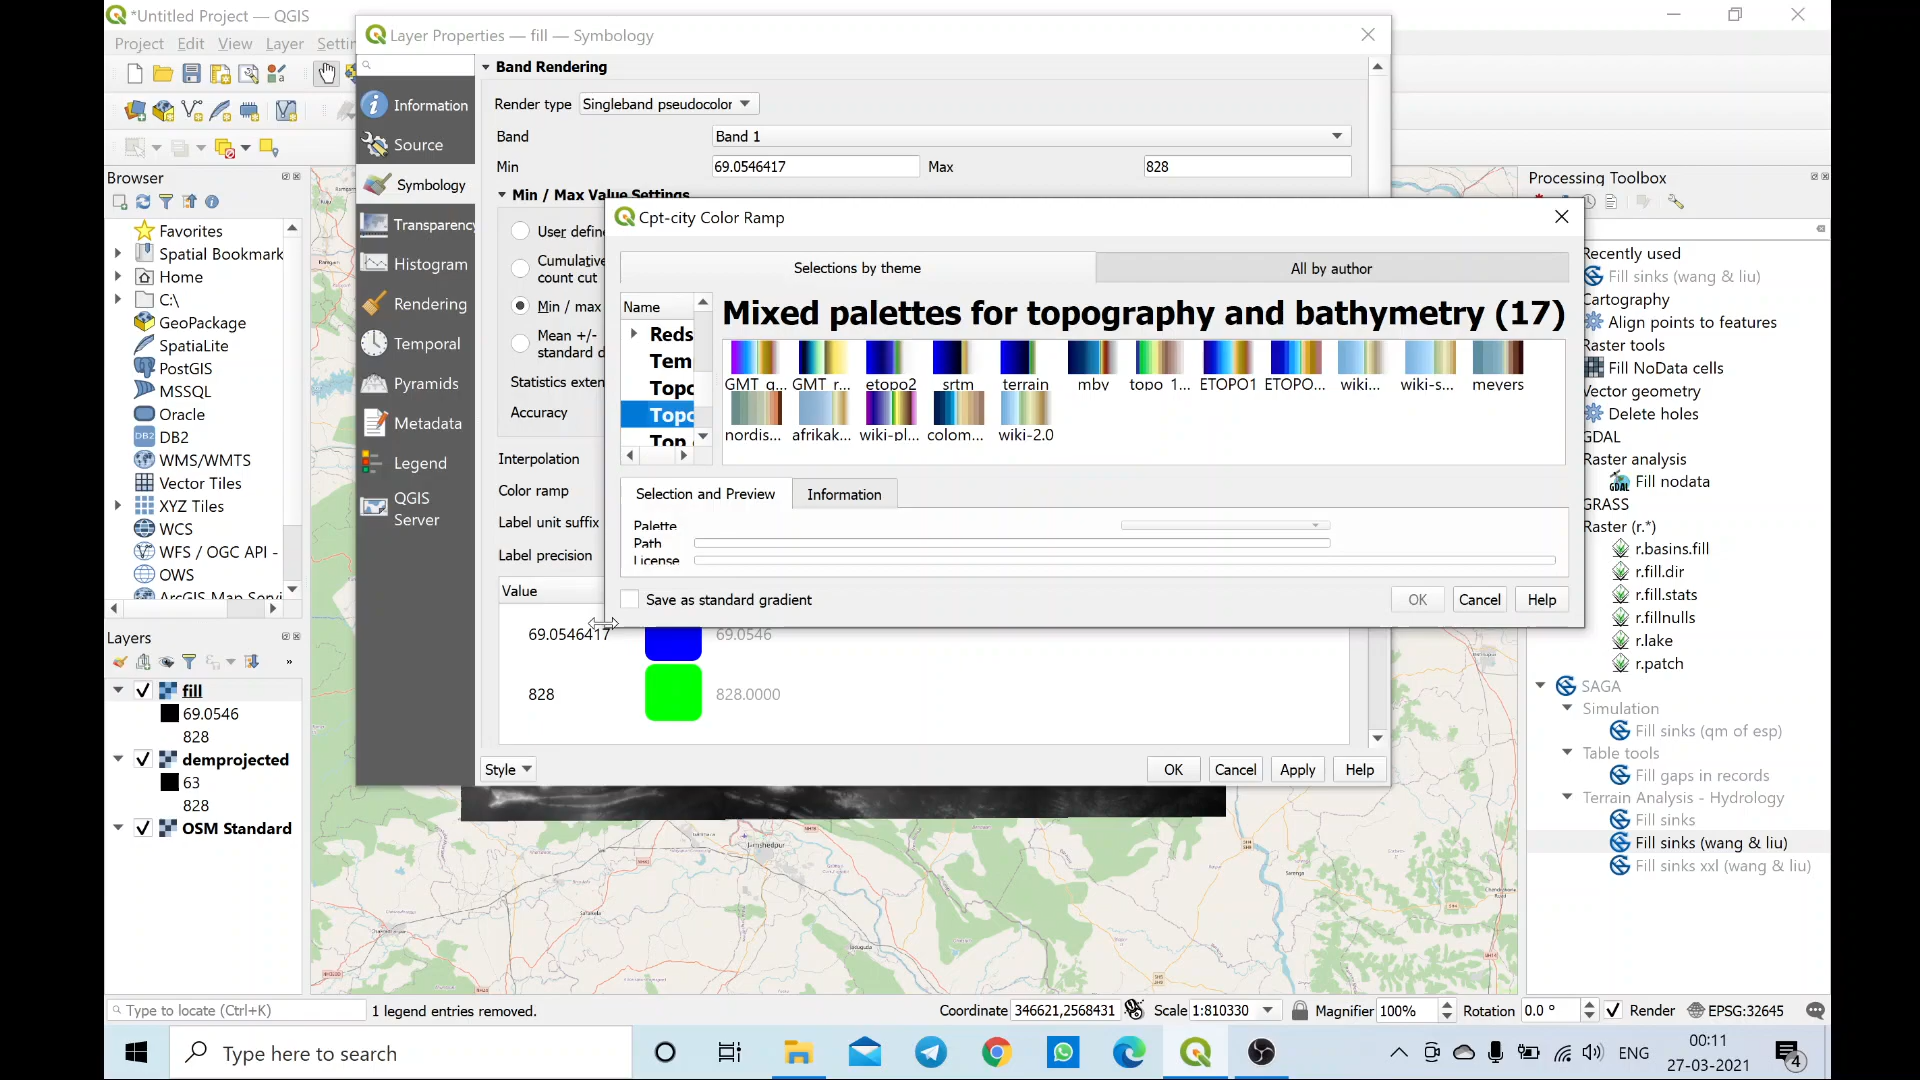 *Untitled Project — QGIS
Project Edit View Layer
Layer Properties — fill — Symbology
Information
Source
Symbology
Transparency
Histogram
Rendering
Temporal
Pyramids
Metadata
Legend
QGIS
Server
Band Rendering
Render type Singleband pseudocolor
Band Band 1
Min 69.0546417 Max 828
Min / Max Value Settings
User define
Cumulative
count cut
Min / max
Mean +/-
standard d
Statistics exten
Accuracy
Interpolation
Color ramp
Label unit suffix
Label precision
Value
69.0546417 69.0546
828 828.0000
Style OK Cancel Apply Help
Cpt-city Color Ramp
Selections by theme All by author
Name
Reds
Tem
Topc
Topc
Top
Mixed palettes for topography and bathymetry (17)
GMT_g... GMT_r... etopo2 srtm terrain mbv topo_1... ETOPO1 ETOPO... wiki... wiki-s... meyers
nordis... afrikak... wiki-pl... colom... wiki-2.0
Selection and Preview Information
Palette
Path
License
Save as standard gradient OK Cancel Help
Browser
Favorites
Spatial Bookmark
Home
C:\
GeoPackage
SpatiaLite
PostGIS
MSSQL
Oracle
DB2
WMS/WMTS
Vector Tiles
XYZ Tiles
WCS
WFS / OGC API -
OWS
ArcGIS Map Servi
Layers
fill
69.0546
828
demprojected
63
828
OSM Standard
Processing Toolbox
Recently used
Fill sinks (wang & liu)
Cartography
Align points to features
Raster tools
Fill NoData cells
Vector geometry
Delete holes
GDAL
Raster analysis
Fill nodata
GRASS
Raster (r.*)
r.basins.fill
r.fill.dir
r.fill.stats
r.fillnulls
r.lake
r.patch
SAGA
Simulation
Fill sinks (qm of esp)
Table tools
Fill gaps in records
Terrain Analysis - Hydrology
Fill sinks
Fill sinks (wang & liu)
Fill sinks xxl (wang & liu)
Jamshedpur
Type to locate (Ctrl+K) 1 legend entries removed. Coordinate 346621,2568431 Scale 1:810330 Magnifier 100% Rotation 0.0 ° Render EPSG:32645
Type here to search
ENG
00:11
27-03-2021
4